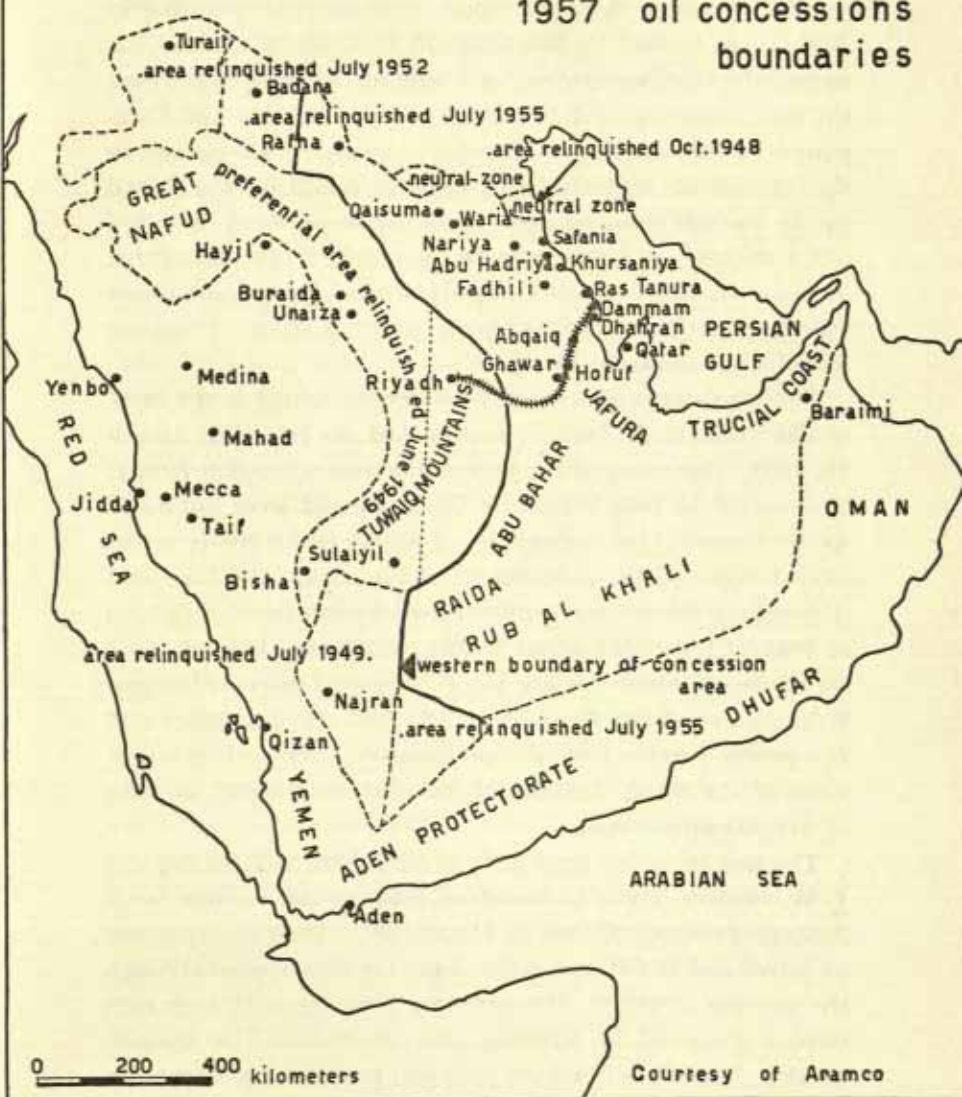 1957 oil concessions
boundaries
Turaif
.area relinquished July 1952
Badana
.area relinquished July 1955
Rafha
.area relinquished Oct.1948
neutral-zone
neutral zone
GREAT
NAFUD
preferential area relinquished June 1949
Qaisuma
Waria
Nariya
Safania
Abu Hadriya
Khursaniya
Hayil
Fadhili
Ras Tanura
Buraida
Unaiza
Dammam
Dhahran
Abqaiq
PERSIAN
GULF
Qatar
Ghawar
Hofuf
Riyadh
Medina
Yenbo
JAFURA
TRUCIAL COAST
Baraimi
Mahad
RED SEA
TUWAIQ MOUNTAINS
ABU BAHAR
Mecca
Jidda
Taif
OMAN
Sulaiyil
Bisha
RAIDA
RUB AL KHALI
area relinquished July 1949.
western boundary of concession
area
Najran
DHUFAR
.area relinquished July 1955
Qizan
YEMEN
ADEN PROTECTORATE
ARABIAN SEA
Aden
0 200 400 kilometers
Courtesy of Aramco